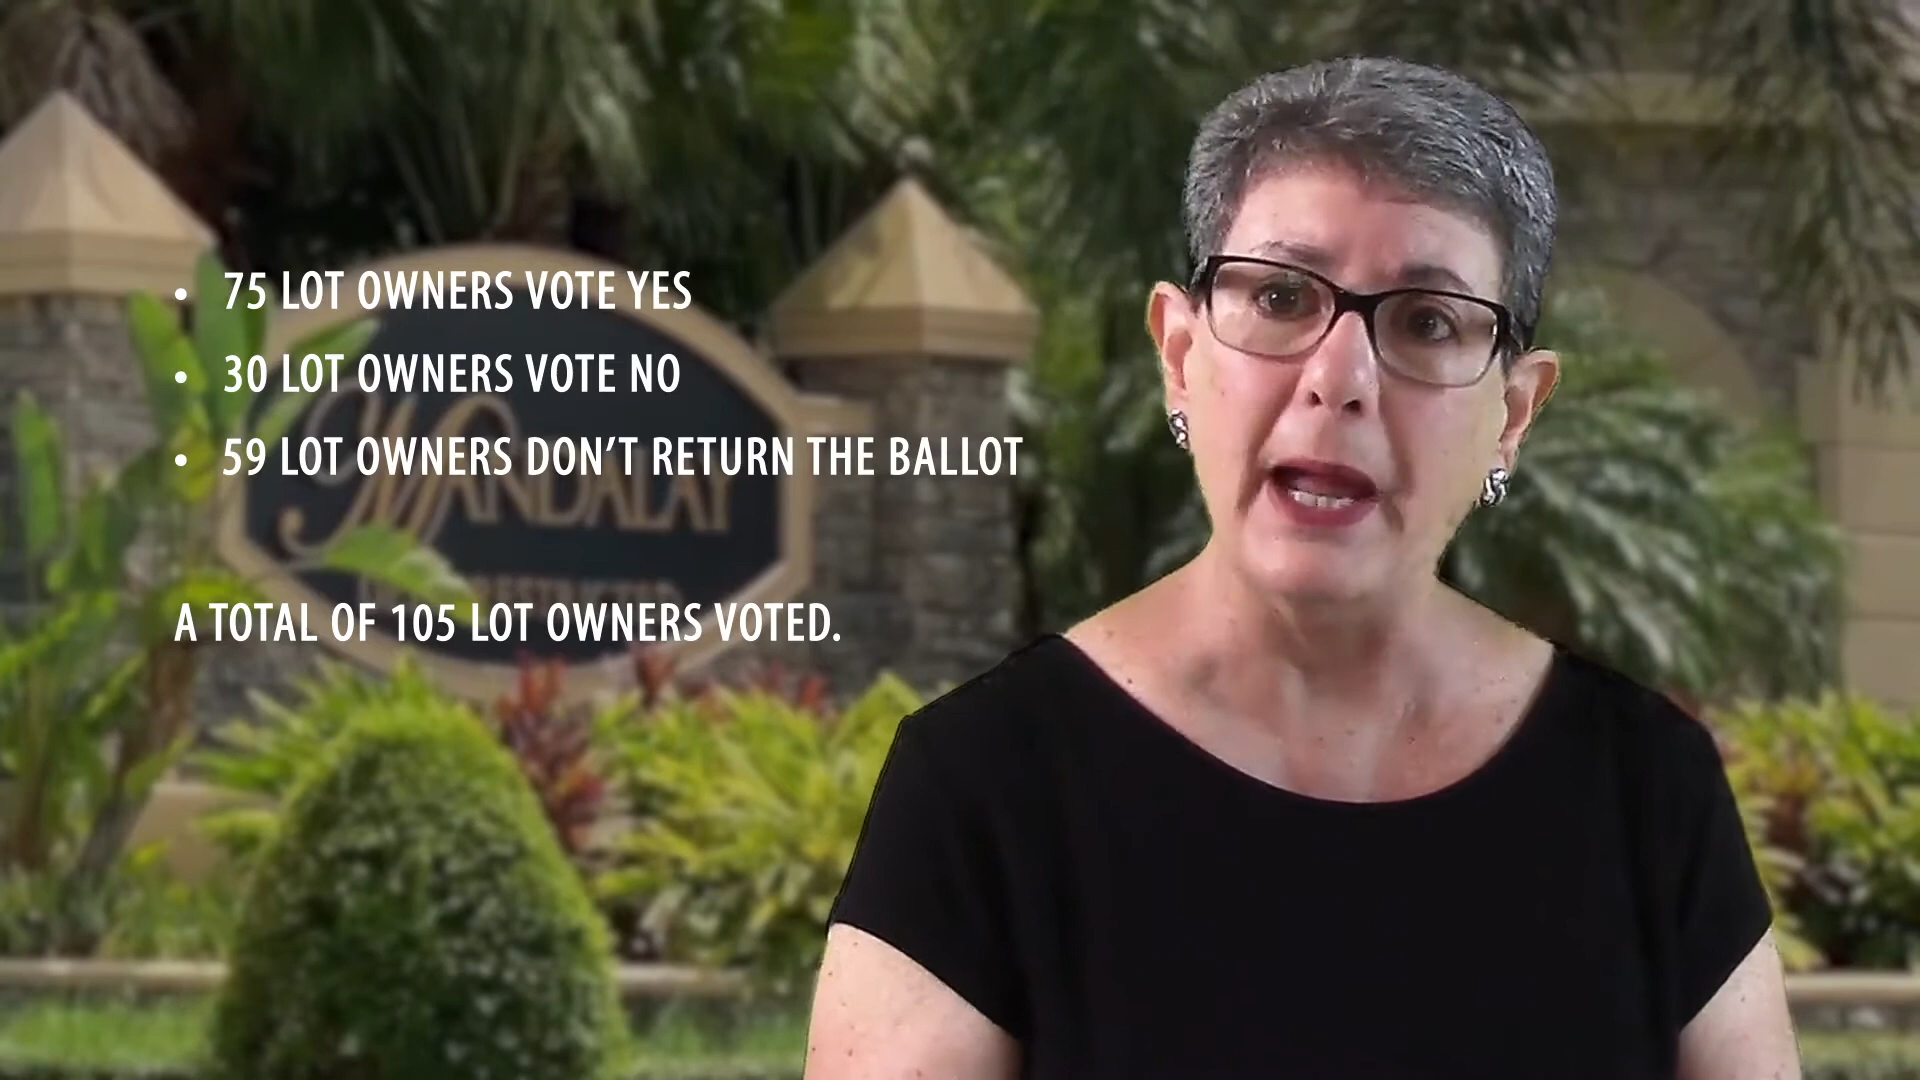 • 75 LOT OWNERS VOTE YES
• 30 LOT OWNERS VOTE NO
• 59 LOT OWNERS DON'T RETURN THE BALLOT
MANDALAY
A TOTAL OF 105 LOT OWNERS VOTED.